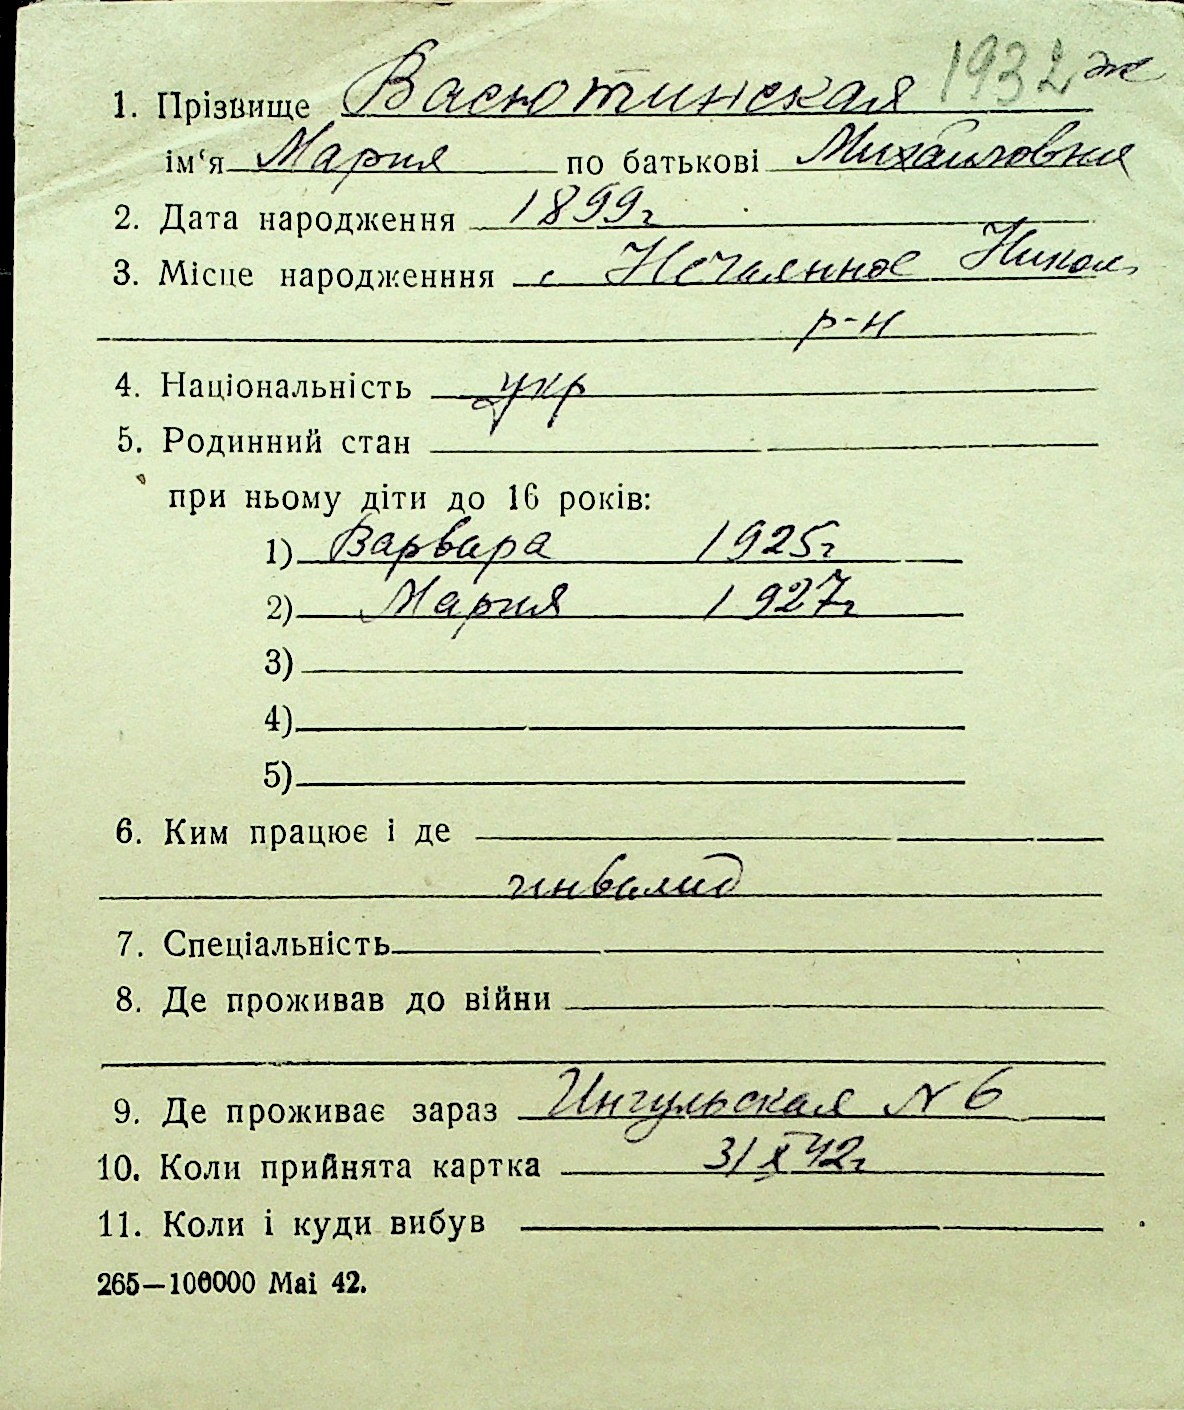 1932 ж
1. Прізвище Васютинская
ім‘я Мария по батькові Михайловна
2. Дата народження 1899г
3. Місце народженння с Нечаянное Никол.
р-н
4. Національність укр
5. Родинний стан
при ньому діти до 16 років:
1) Варвара 1925г
2) Мария 1927г
3)
4)
5)
6. Ким працює і де
инвалид
7. Спеціальність
8. Де проживав до війни
9. Де проживає зараз Ингульская N 6
10. Коли прийнята картка 31 X 42г
11. Коли і куди вибув
265—100000 Mai 42.